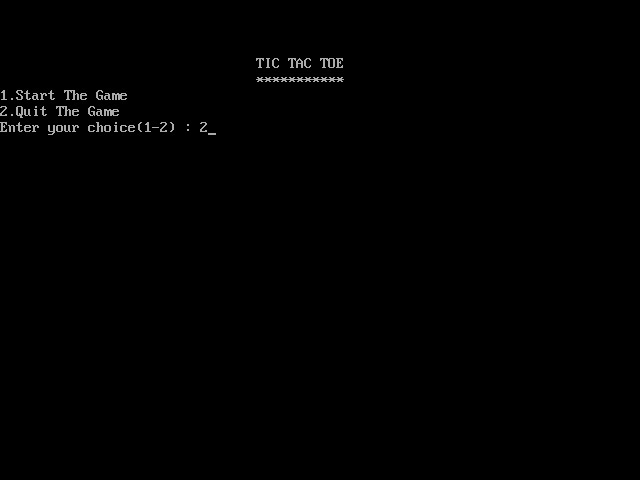 TIC TAC TOE
***********
1.Start The Game
2.Quit The Game
Enter your choice(1-2) : 2_